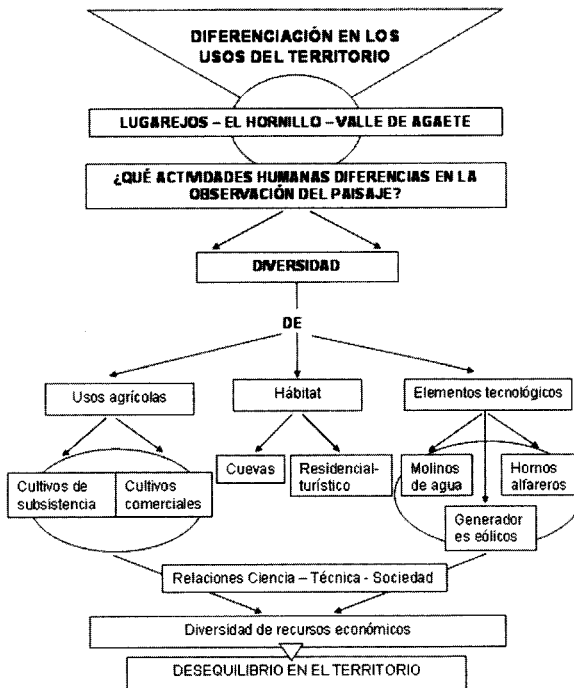 DIFERENCIACIÓN EN LOS
USOS DEL TERRITORIO
LUGAREJOS – EL HORNILLO – VALLE DE AGAETE
¿QUÉ ACTIVIDADES HUMANAS DIFERENCIAS EN LA
OBSERVACIÓN DEL PAISAJE?
DIVERSIDAD
DE
Usos agrícolas
Hábitat
Elementos tecnológicos
Cultivos de
subsistencia
Cultivos
comerciales
Cuevas
Residencial-
turístico
Molinos
de agua
Hornos
alfareros
Generador
es eólicos
Relaciones Ciencia – Técnica - Sociedad
Diversidad de recursos económicos
DESEQUILIBRIO EN EL TERRITORIO